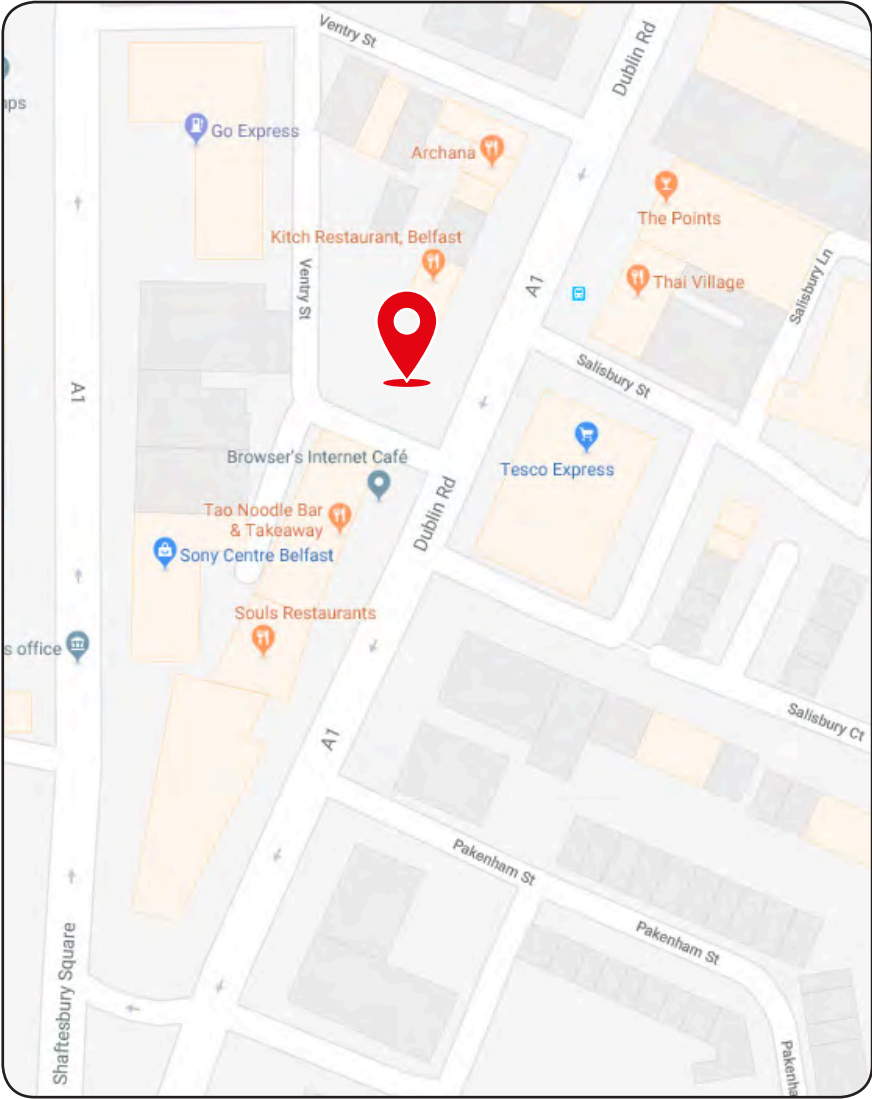 Ventry St
Dublin Rd
ps
Go Express
Archana
The Points
Kitch Restaurant, Belfast
Ventry St
A1
Thai Village
Salisbury Ln
Salisbury St
A1
Browser's Internet Café
Tesco Express
Tao Noodle Bar
& Takeaway
Dublin Rd
Sony Centre Belfast
Souls Restaurants
s office
Salisbury Ct
A1
Pakenham St
Pakenham St
Shaftesbury Square
Pakenha